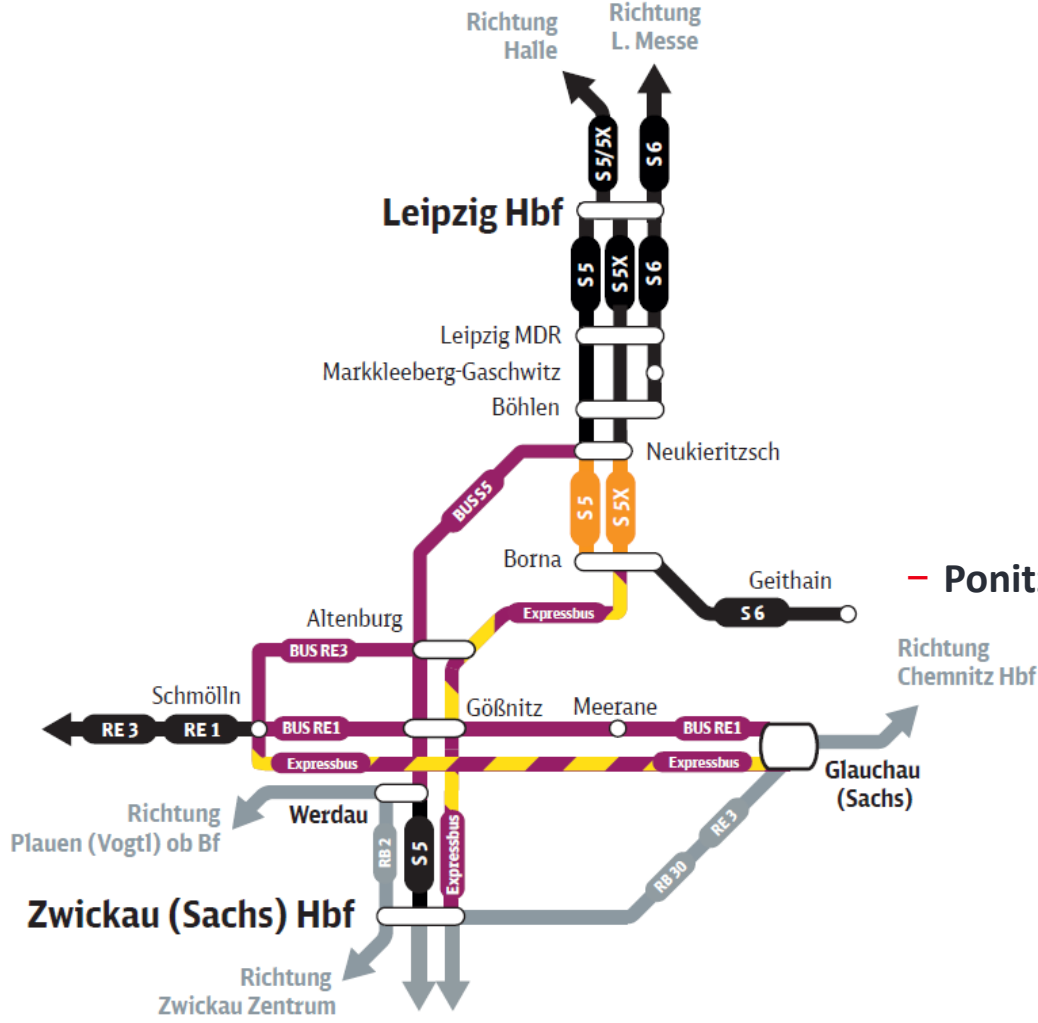 Richtung
Halle
Richtung
L. Messe
S 5/5X
S 6
Leipzig Hbf
S 5
S 5X
S 6
Leipzig MDR
Markkleeberg-Gaschwitz
Böhlen
Neukieritzsch
BUS S5
S 5
S 5X
Borna
Geithain
– Ponitz
Expressbus
S 6
Altenburg
BUS RE3
Richtung
Chemnitz Hbf
Schmölln
Gößnitz
Meerane
RE 3
RE 1
BUS RE1
BUS RE1
Expressbus
Expressbus
Glauchau
(Sachs)
Werdau
Richtung
Plauen (Vogtl) ob Bf
RB 2
S 5
Expressbus
RE 3
RB 30
Zwickau (Sachs) Hbf
Richtung
Zwickau Zentrum